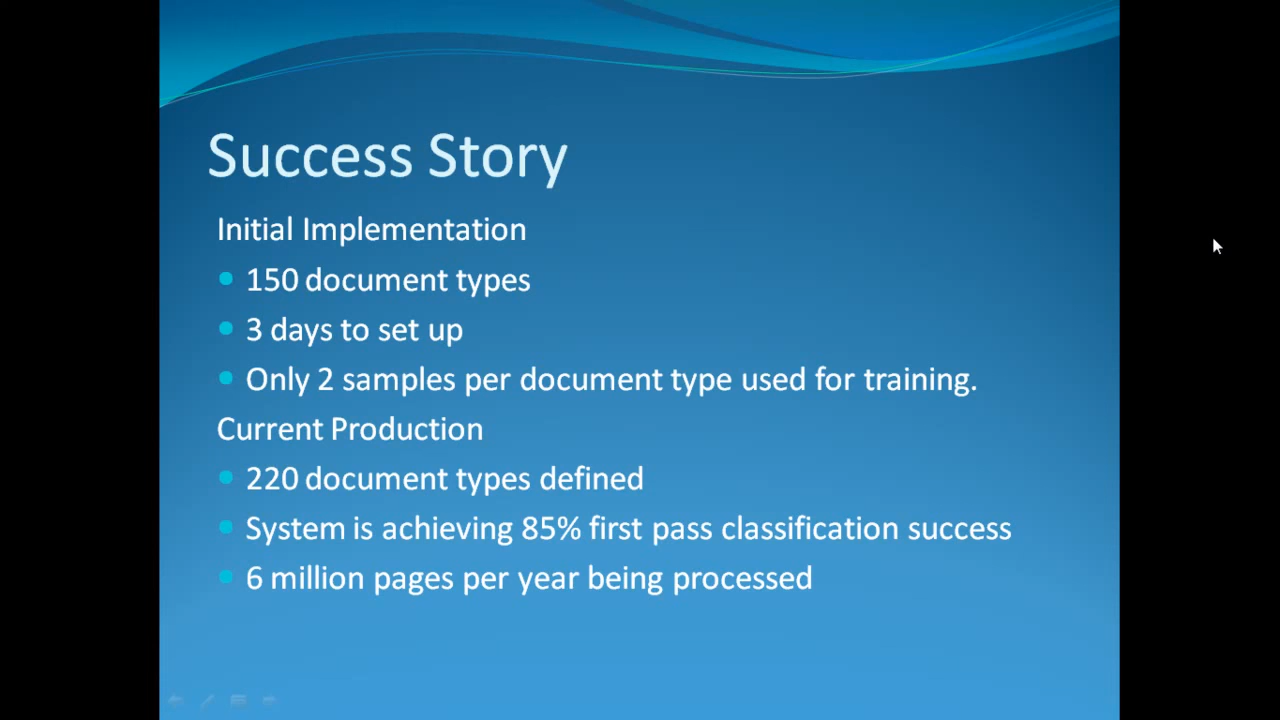 Success Story
Initial Implementation
150 document types
3 days to set up
Only 2 samples per document type used for training.
Current Production
220 document types defined
System is achieving 85% first pass classification success
6 million pages per year being processed